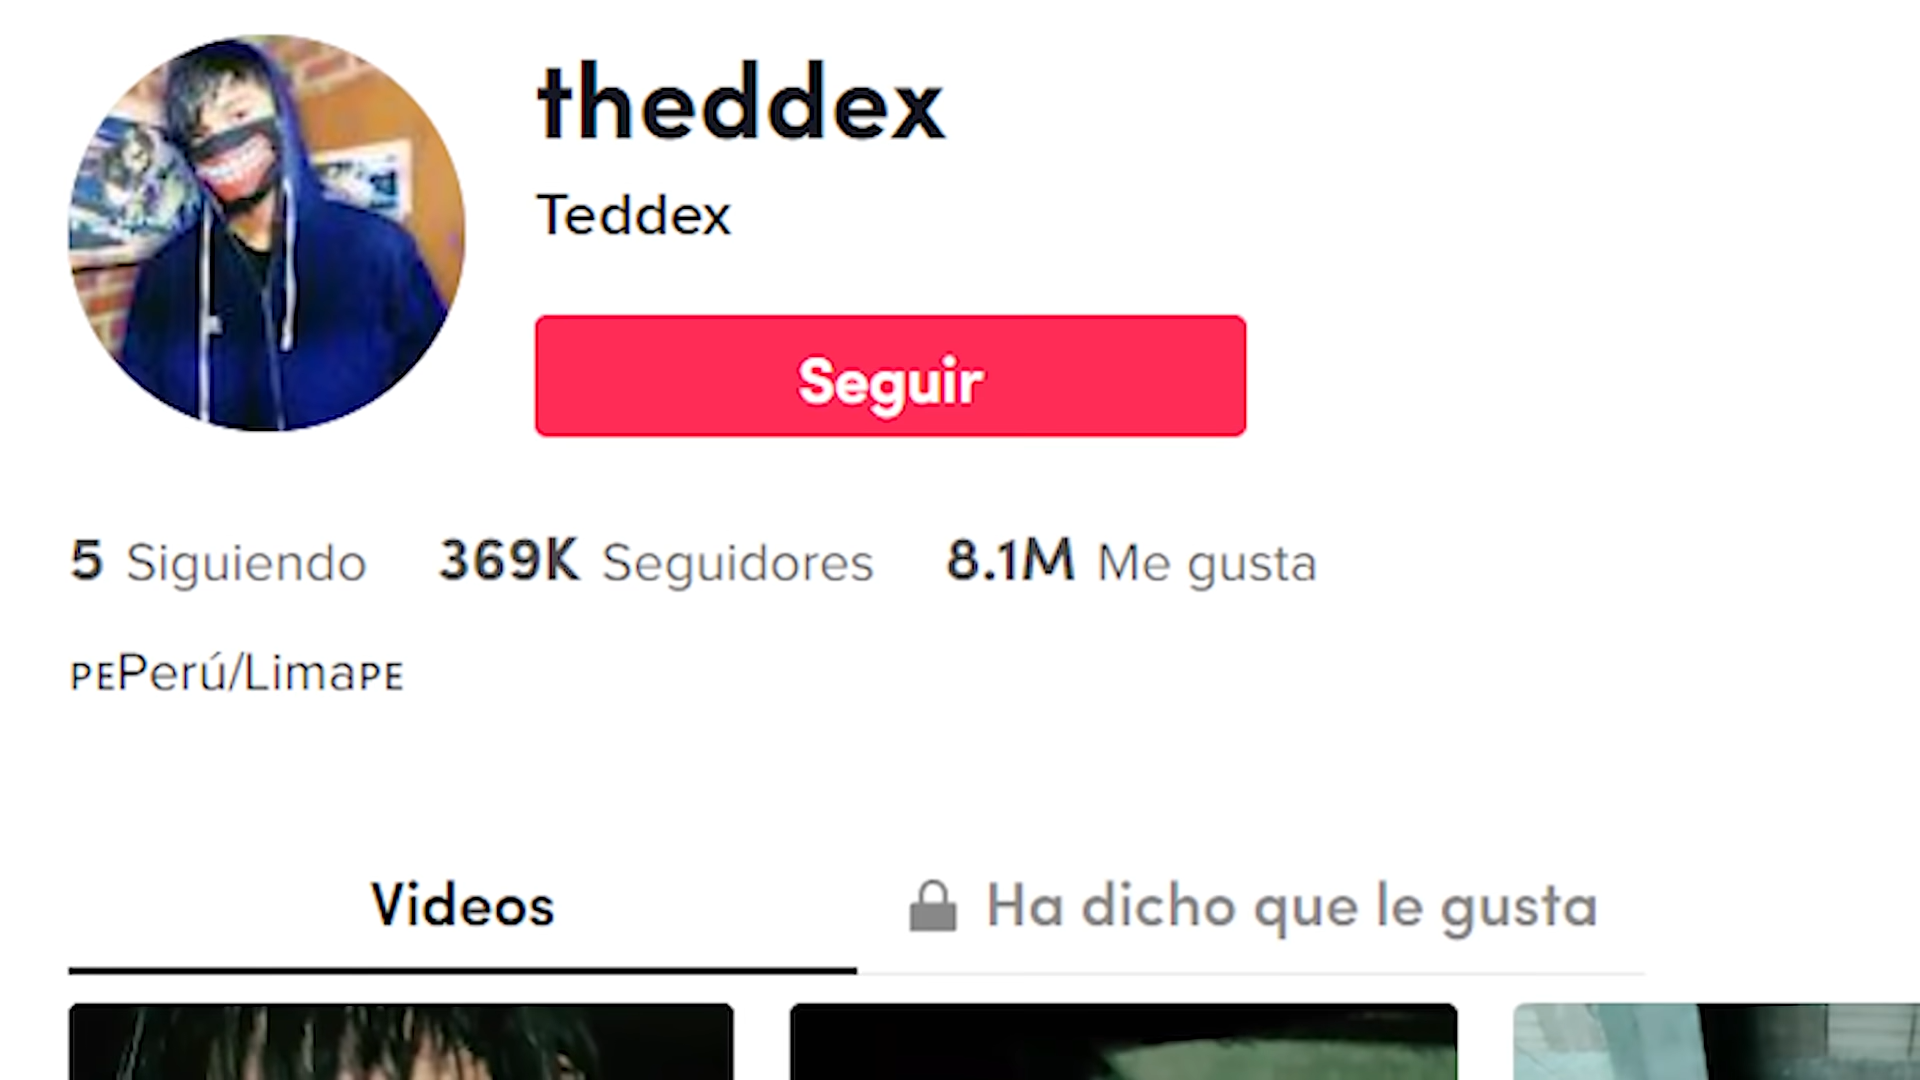 theddex
Teddex
Seguir
5 Siguiendo 369K Seguidores 8.1M Me gusta
PEPerú/LimaPE
Videos Ha dicho que le gusta